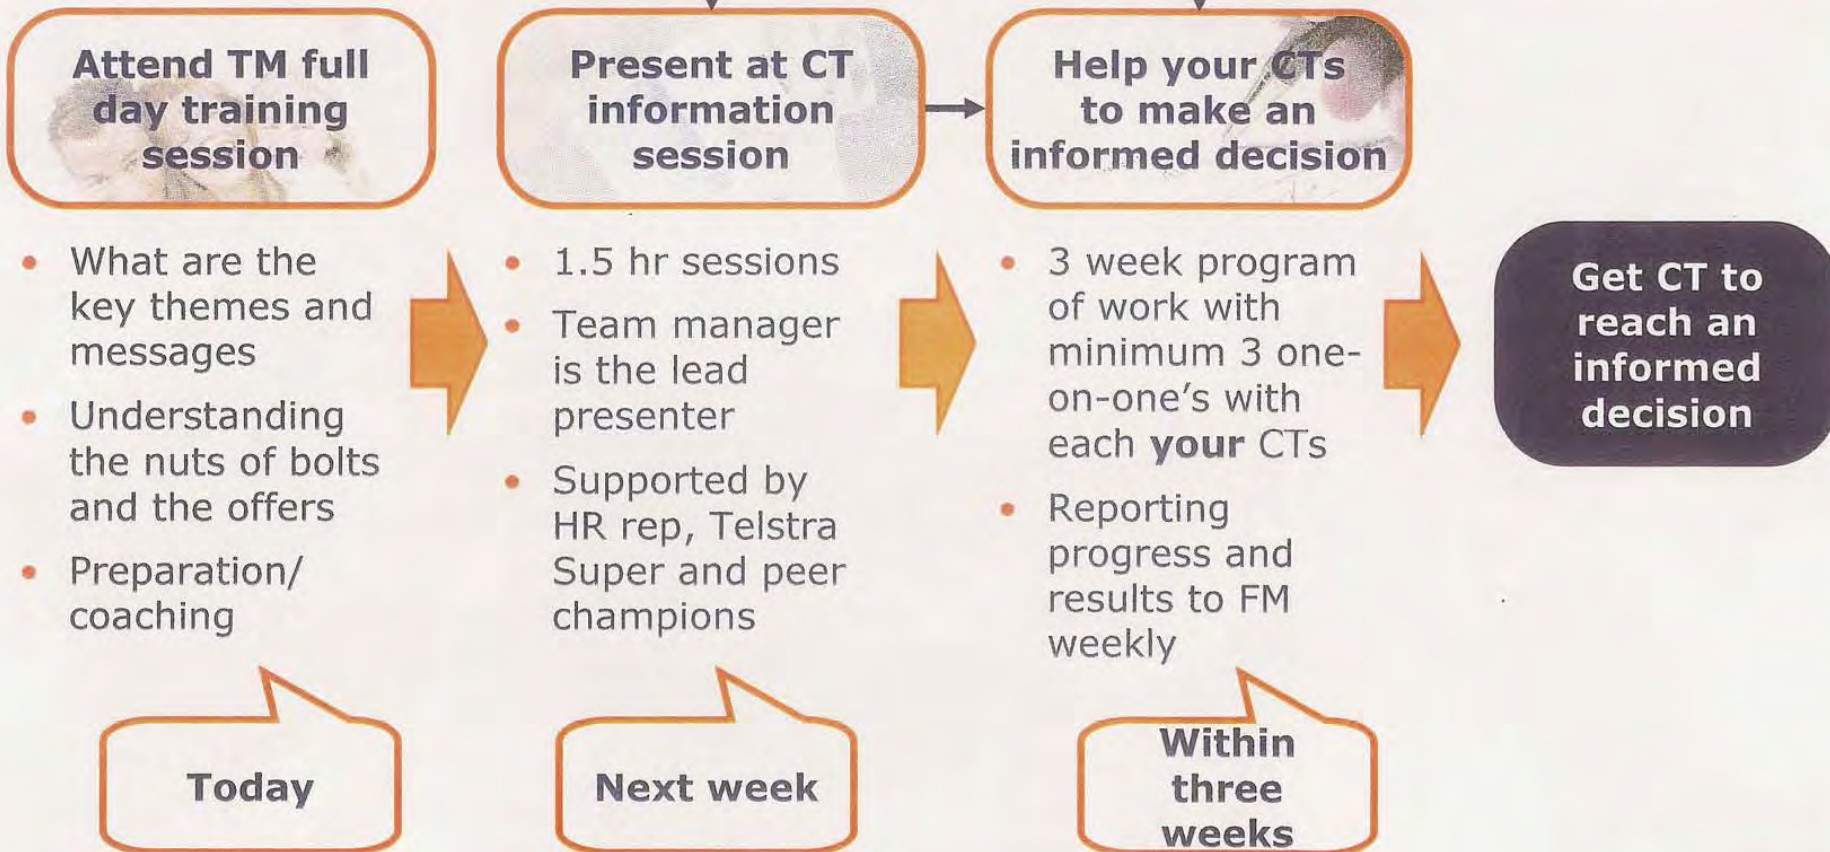 Attend TM full
day training
session
Present at CT
information
session
Help your CTs
to make an
informed decision
• What are the
key themes and
messages
• Understanding
the nuts of bolts
and the offers
• Preparation/
coaching
• 1.5 hr sessions
• Team manager
is the lead
presenter
• Supported by
HR rep, Telstra
Super and peer
champions
• 3 week program
of work with
minimum 3 one-
on-one’s with
each your CTs
• Reporting
progress and
results to FM
weekly
Get CT to
reach an
informed
decision
Today
Next week
Within
three
weeks